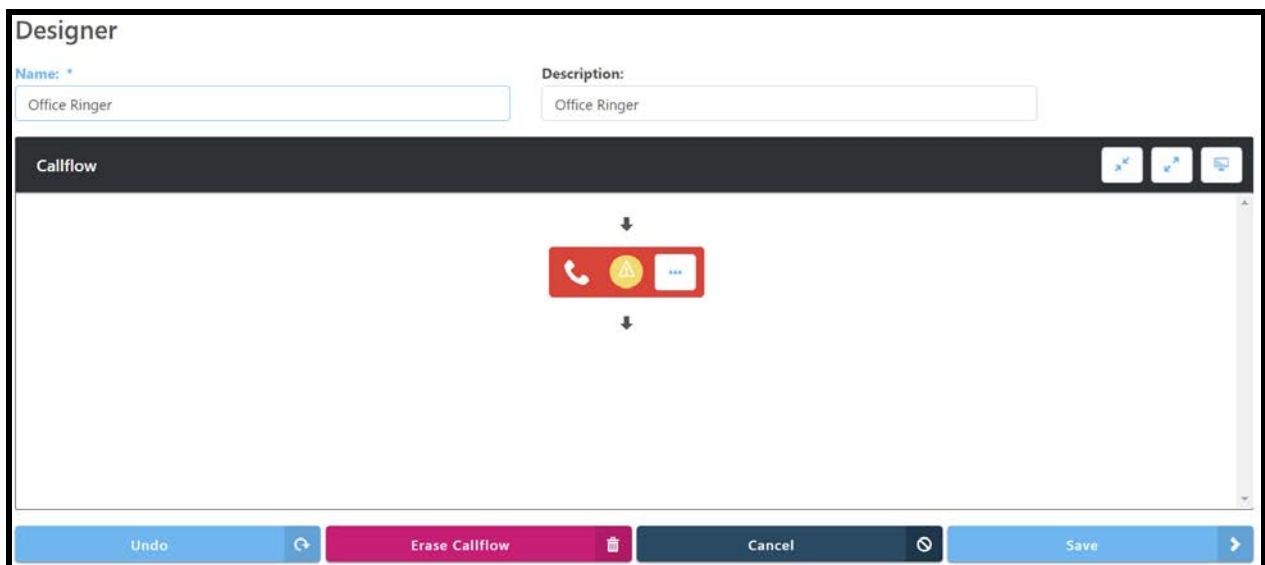 Designer
Name: * Description:
Office Ringer Office Ringer
Callflow
Undo Erase Callflow Cancel Save